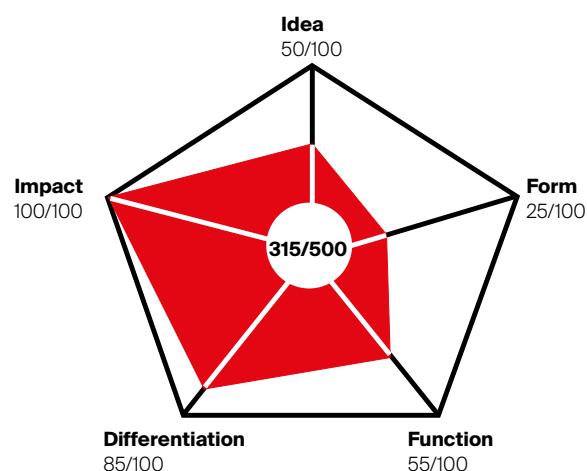 Idea
50/100
Impact
100/100
Form
25/100
315/500
Differentiation
85/100
Function
55/100